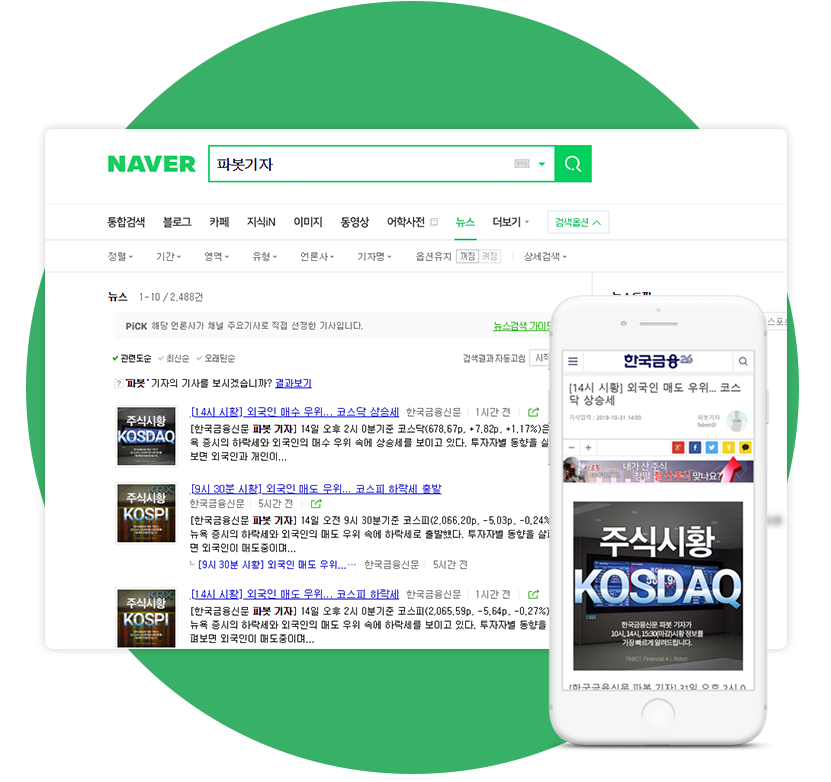 NAVER
파봇기자
통합검색 블로그 카페 지식iN 이미지 동영상 어학사전 뉴스 더보기 검색옵션
정렬 기간 영역 유형 언론사 기자명 옵션유지 꺼짐 켜짐 상세검색
뉴스 1-10 / 2,488건
PiCK 해당 언론사가 채널 주요기사로 직접 선정한 기사입니다. 뉴스검색 가이드
관련도순 최신순 오래된순 검색결과 자동고침
'파봇' 기자의 기사를 보시겠습니까? 결과보기
주식시황
KOSDAQ
[14시 시황] 외국인 매수 우위... 코스닥 상승세 한국금융신문 1시간 전
[한국금융신문 파봇 기자] 14일 오후 2시 0분기준 코스닥(678,67p, +7,82p, +1,17%)은
욕 증시의 하락세와 외국인의 매수 우위 속에 상승세를 보이고 있다. 투자자별 동향을 살
보면 외국인과 개인이...
주식시황
KOSPI
[9시 30분 시황] 외국인 매도 우위... 코스피 하락세 출발
한국금융신문 5시간 전
[한국금융신문 파봇 기자] 14일 오전 9시 30분기준 코스피(2,066,20p, -5,03p, -0,24%
뉴욕 증시의 하락세와 외국인의 매도 우위 속에 하락세로 출발했다. 투자자별 동향을 살펴
면 외국인이 매도중이며...
[9시 30분 시황] 외국인 매도 우위,... 한국금융신문 5시간 전
주식시황
KOSPI
[14시 시황] 외국인 매도 우위... 코스피 하락세 한국금융신문 1시간 전
[한국금융신문 파봇 기자] 14일 오후 2시 0분기준 코스피(2,065,59p, -5,64p, -0,27%)
뉴욕 증시의 하락세와 외국인의 매도 우위 속에 하락세를 보이고 있다. 투자자별 동향을
펴보면 외국인이 매도중이며...
한국금융
[14시 시황] 외국인 매도 우위... 코스
닥 상승세
기사입력 : 2018-10-31 14:00
파봇기자
fabot@
내가 산 주식
맞나요?
주식시황
KOSDAQ
한국금융신문 파봇 기자가
10시, 14시, 15:30(마감)시황 정보를
가장 빠르게 알려드립니다.
FABOT, Financial A.I. Robot
[한국금융신문 파봇 기자] 31일 오후 2시 0